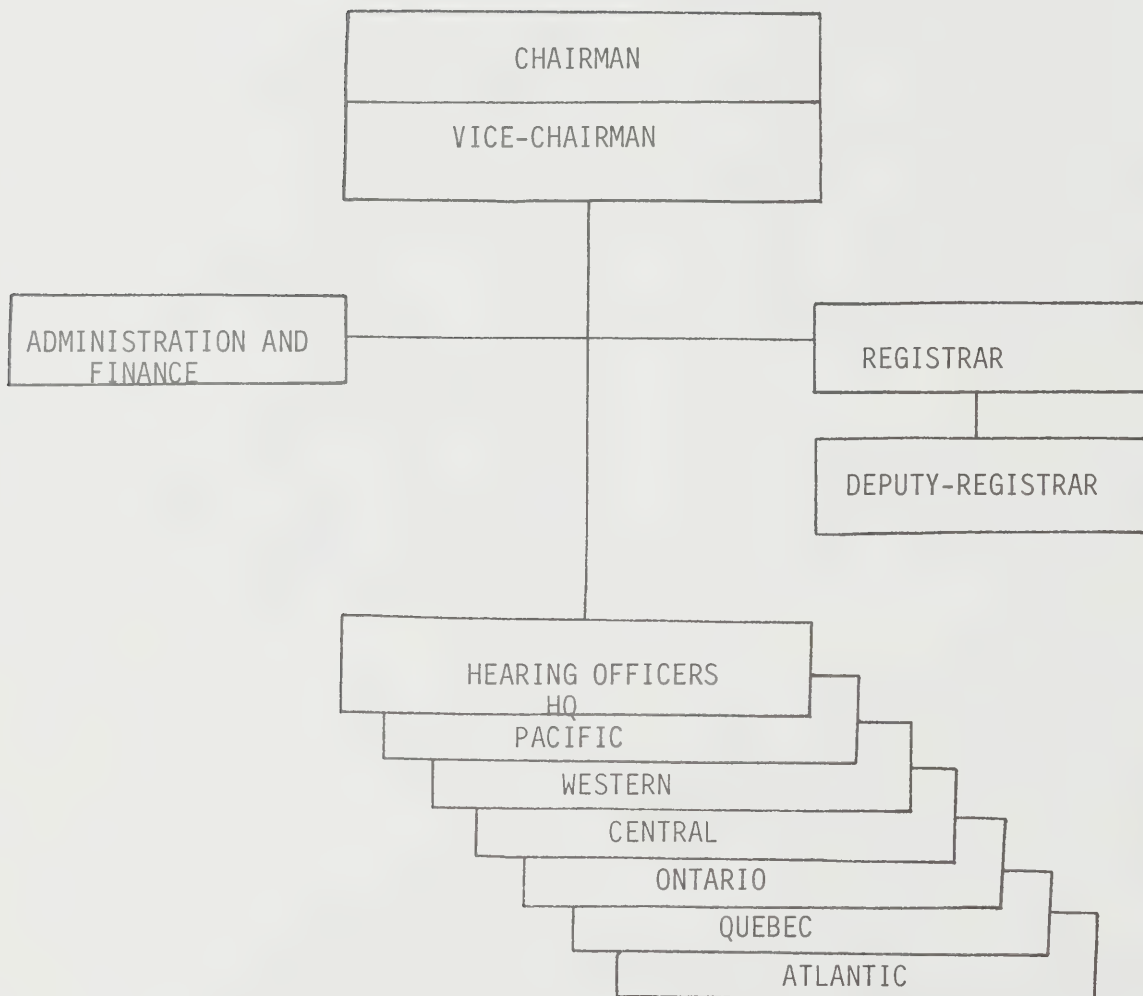 CHAIRMAN
VICE-CHAIRMAN
ADMINISTRATION AND
FINANCE
REGISTRAR
DEPUTY-REGISTRAR
HEARING OFFICERS
HQ
PACIFIC
WESTERN
CENTRAL
ONTARIO
QUEBEC
ATLANTIC